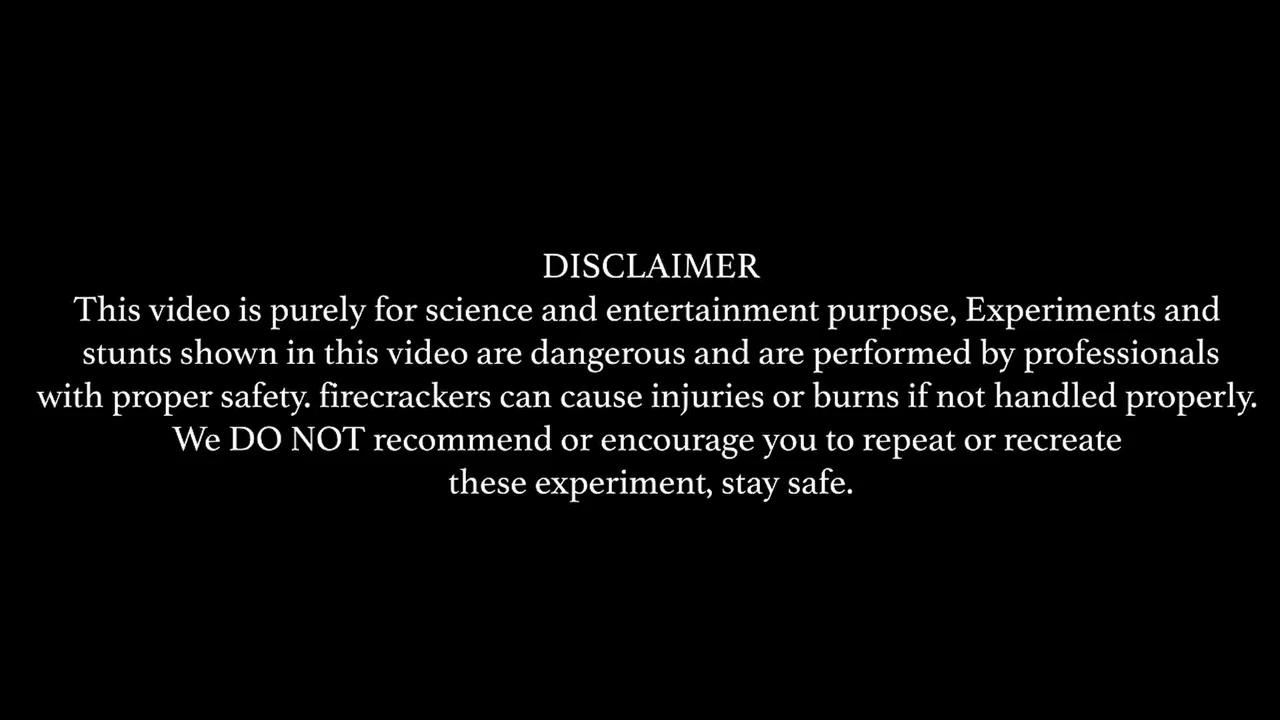 DISCLAIMER
This video is purely for science and entertainment purpose, Experiments and
stunts shown in this video are dangerous and are performed by professionals
with proper safety. firecrackers can cause injuries or burns if not handled properly.
We DO NOT recommend or encourage you to repeat or recreate
these experiment, stay safe.